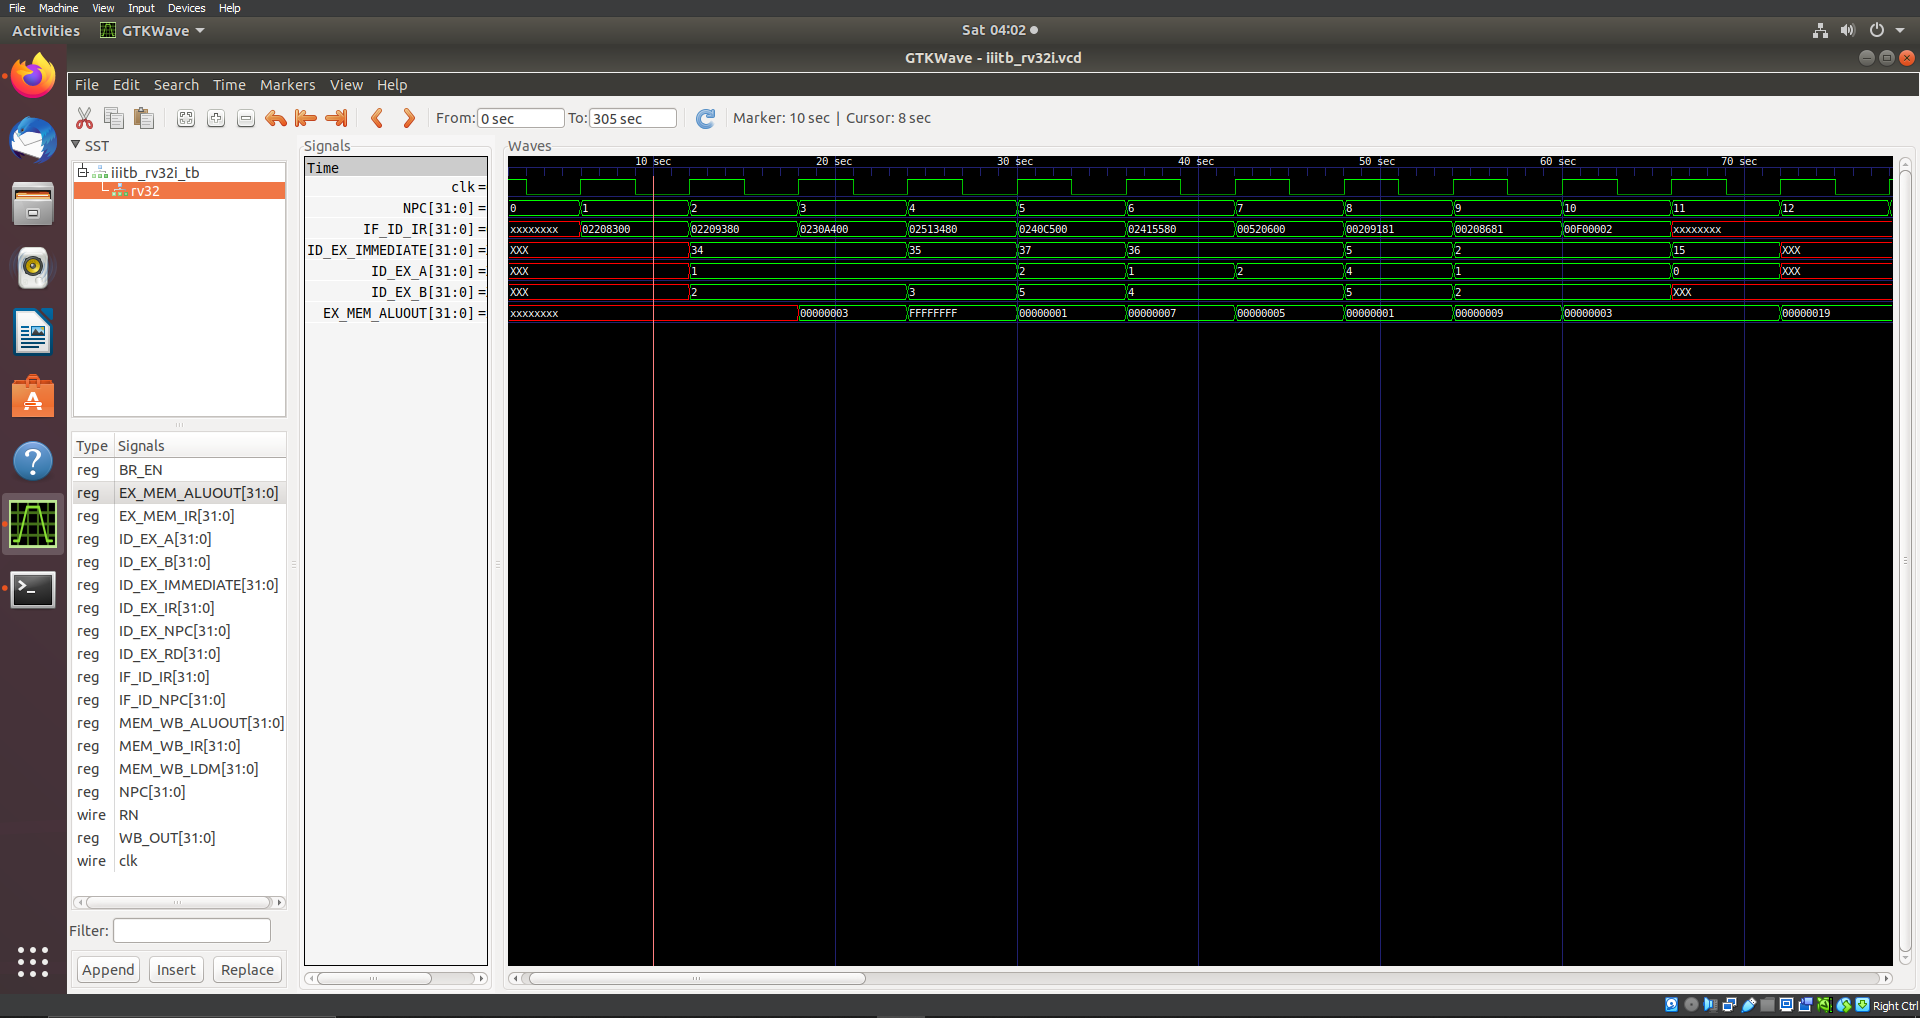 File Machine View Input Devices Help
Activities GTKWave Sat 04:02
GTKWave - iiitb_rv32i.vcd
File Edit Search Time Markers View Help
From: 0 sec To: 305 sec Marker: 10 sec | Cursor: 8 sec
SST
iiitb_rv32i_tb
rv32
Type Signals
reg BR_EN
reg EX_MEM_ALUOUT[31:0]
reg EX_MEM_IR[31:0]
reg ID_EX_A[31:0]
reg ID_EX_B[31:0]
reg ID_EX_IMMEDIATE[31:0]
reg ID_EX_IR[31:0]
reg ID_EX_NPC[31:0]
reg ID_EX_RD[31:0]
reg IF_ID_IR[31:0]
reg IF_ID_NPC[31:0]
reg MEM_WB_ALUOUT[31:0]
reg MEM_WB_IR[31:0]
reg MEM_WB_LDM[31:0]
reg NPC[31:0]
wire RN
reg WB_OUT[31:0]
wire clk
Filter:
Append Insert Replace
Signals
Time
clk =
NPC[31:0] =
IF_ID_IR[31:0] =
ID_EX_IMMEDIATE[31:0] =
ID_EX_A[31:0] =
ID_EX_B[31:0] =
EX_MEM_ALUOUT[31:0] =
Waves
10 sec 20 sec 30 sec 40 sec 50 sec 60 sec 70 sec
0 1 2 3 4 5 6 7 8 9 10 11 12
xxxxxxxx 02208300 02209380 0230A400 02513480 0240C500 02415580 00520600 00209181 00208681 00F00002 xxxxxxxx
XXX 34 35 37 36 5 2 15 XXX
XXX 1 2 1 2 4 1 0 XXX
XXX 2 3 5 4 5 2 XXX
xxxxxxxx 00000003 FFFFFFFF 00000001 00000007 00000005 00000001 00000009 00000003 00000019
Right Ctrl